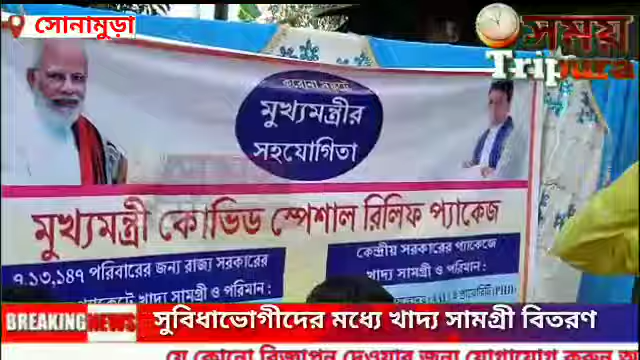 সোনামুড়া
সময়
Tripura
করোনা সংকটে
মুখ্যমন্ত্রীর
সহযোগিতা
মুখ্যমন্ত্রী কোভিড স্পেশাল রিলিফ প্যাকেজ
৭,১৩,১৪৭ পরিবারের জন্য রাজ্য সরকারের
প্যাকেটে খাদ্য সামগ্রী ও পরিমান :
কেন্দ্রীয় সরকারের প্যাকেজে
খাদ্য সামগ্রী ও পরিমান :
BREAKING NEWS
সুবিধাভোগীদের মধ্যে খাদ্য সামগ্রী বিতরণ
যে কোনো বিজ্ঞাপন দেওয়ার জন্য যোগাযোগ করুন